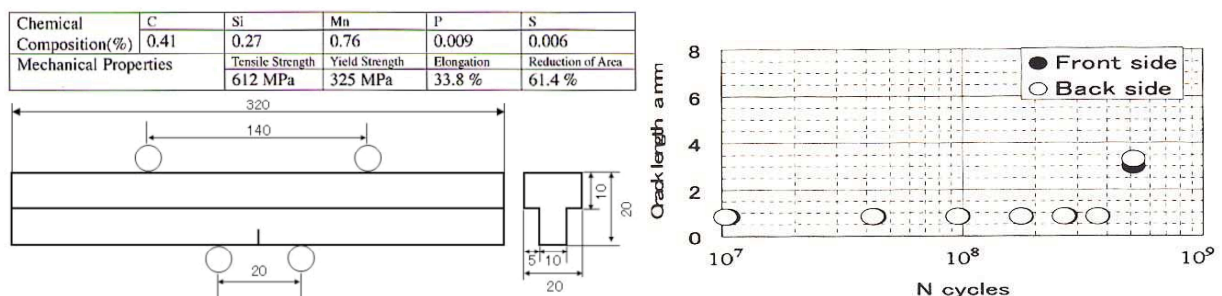 Chemical Composition(%) C Si Mn P S
0.41 0.27 0.76 0.009 0.006
Mechanical Properties Tensile Strength Yield Strength Elongation Reduction of Area
612 MPa 325 MPa 33.8 % 61.4 %
320
140
20
10
20
5 10
20
Crack length a mm
8
6
4
2
0
Front side
Back side
10⁷ 10⁸ 10⁹
N cycles